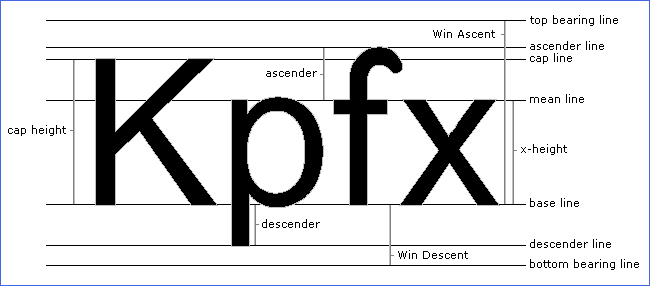 top bearing line
Win Ascent
ascender line
cap line
ascender
mean line
Kpfx
cap height
x-height
base line
descender
descender line
Win Descent
bottom bearing line